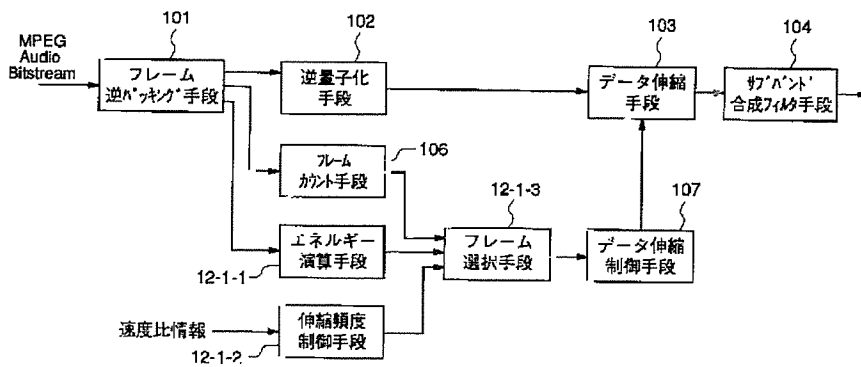 101
102
103
104
MPEG
Audio
Bitstream
フレーム
逆パッキング手段
逆量子化
手段
データ伸縮
手段
サブバンド
合成フィルタ手段
106
フレーム
カウント手段
12-1-3
107
エネルギー
演算手段
フレーム
選択手段
データ伸縮
制御手段
12-1-1
速度比情報
伸縮頻度
制御手段
12-1-2